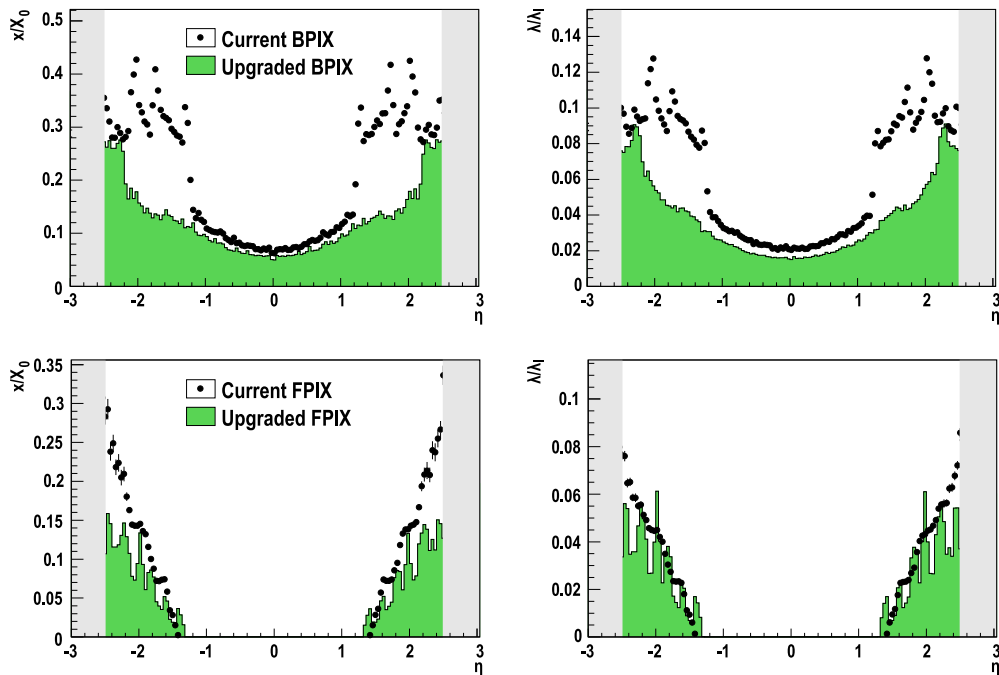 x/X0
0.5
0.4
0.3
0.2
0.1
0
Current BPIX
Upgraded BPIX
-3 -2 -1 0 1 2 3
η
λ/λI
0.14
0.12
0.1
0.08
0.06
0.04
0.02
0
-3 -2 -1 0 1 2 3
η
x/X0
0.35
0.3
0.25
0.2
0.15
0.1
0.05
0
Current FPIX
Upgraded FPIX
-3 -2 -1 0 1 2 3
η
λ/λI
0.1
0.08
0.06
0.04
0.02
0
-3 -2 -1 0 1 2 3
η